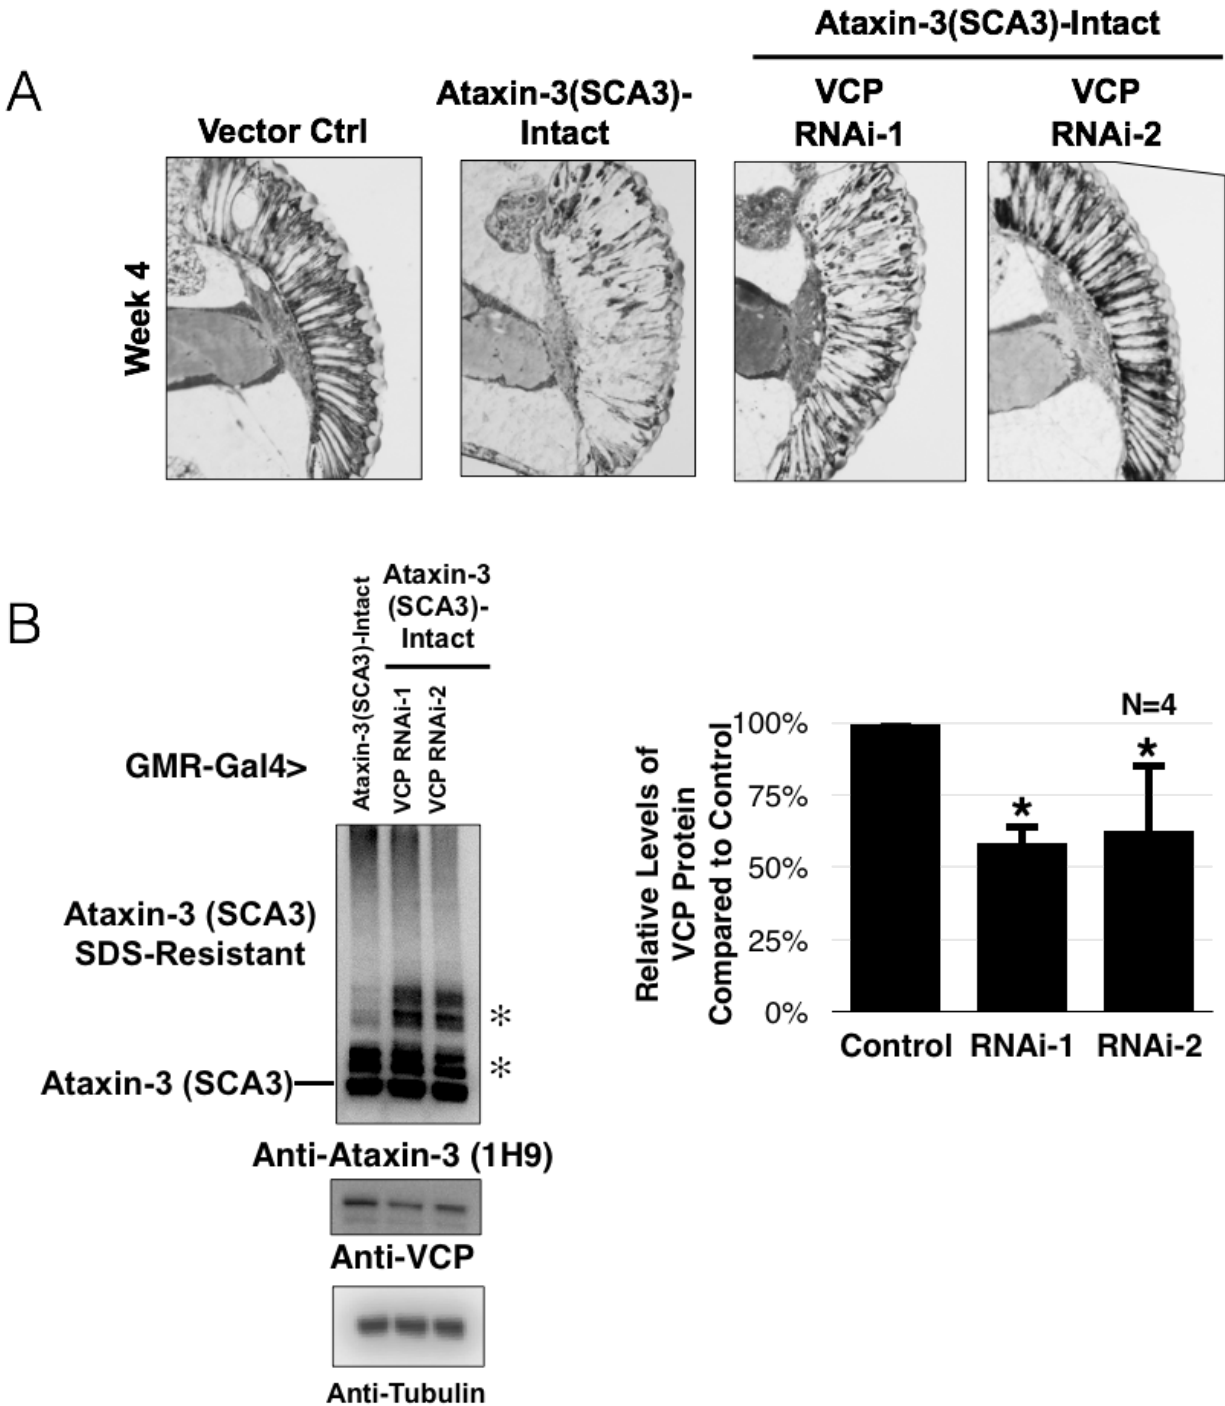 A
Vector Ctrl
Ataxin-3(SCA3)-
Intact
Ataxin-3(SCA3)-Intact
VCP
RNAi-1
VCP
RNAi-2
Week 4
B
GMR-Gal4>
Ataxin-3(SCA3)-Intact
Ataxin-3
(SCA3)-
Intact
VCP RNAi-1
VCP RNAi-2
Ataxin-3 (SCA3)
SDS-Resistant
*
*
Ataxin-3 (SCA3)
Anti-Ataxin-3 (1H9)
Anti-VCP
Anti-Tubulin
Relative Levels of
VCP Protein
Compared to Control
100%
75%
50%
25%
0%
N=4
*
*
Control
RNAi-1
RNAi-2